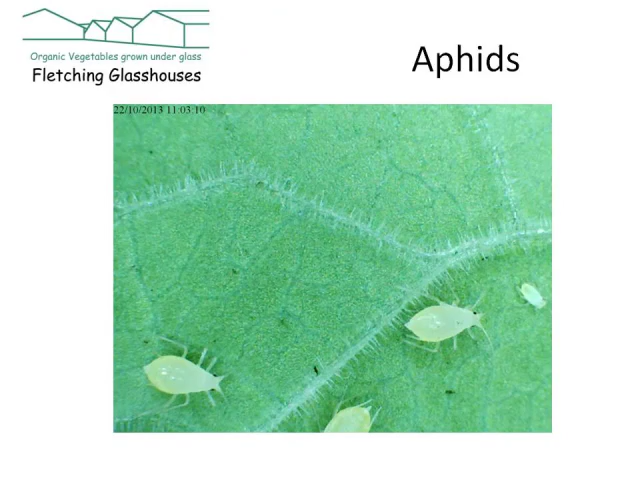 Organic Vegetables grown under glass
Fletching Glasshouses
Aphids
22/10/2013 11:03:10